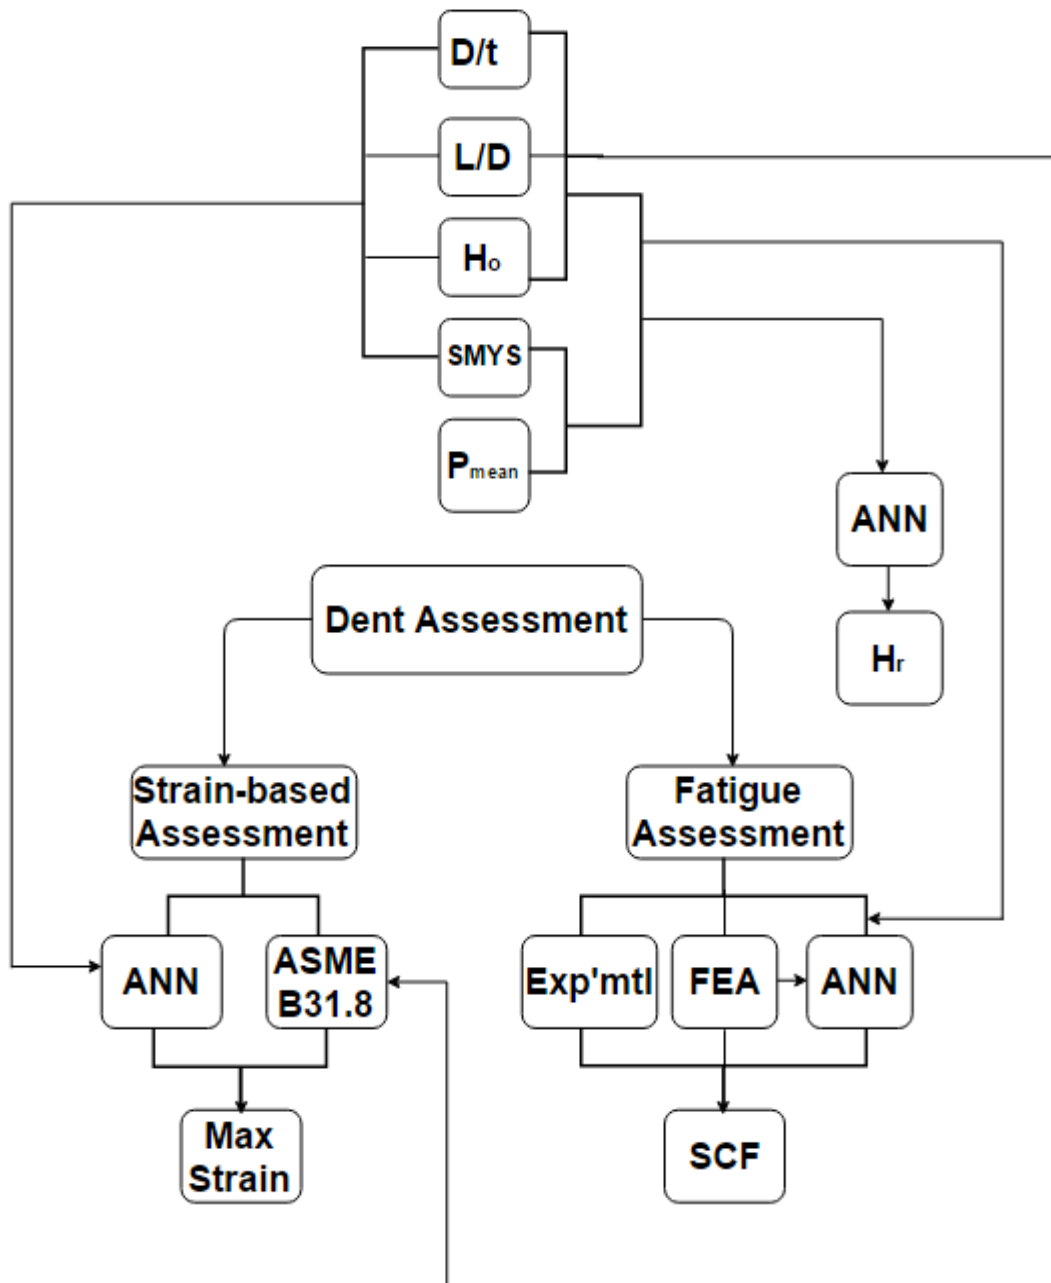 D/t
L/D
Ho
SMYS
Pmean
ANN
Hr
Dent Assessment
Strain-based
Assessment
Fatigue
Assessment
ANN
ASME
B31.8
Exp'mtl
FEA
ANN
Max
Strain
SCF